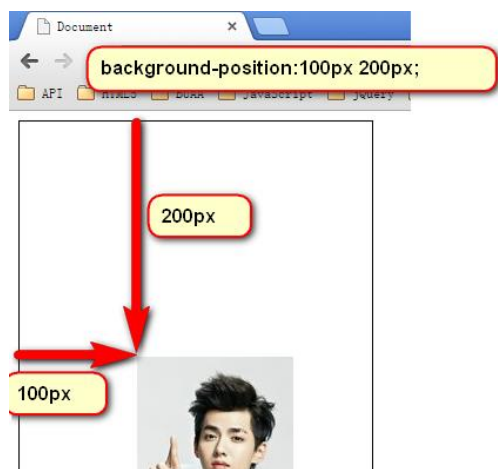 Document
background-position:100px 200px;
API
JavaScript
jQuery
200px
100px